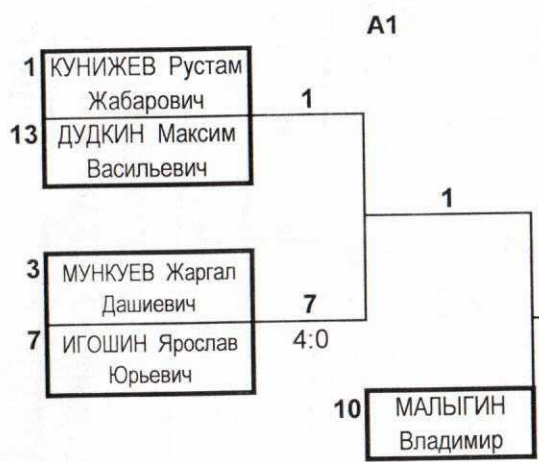 A1
1 КУНИЖЕВ Рустам
Жабарович
1
13 ДУДКИН Максим
Васильевич
1
3 МУНКУЕВ Жаргал
Дашиевич
7
4:0
7 ИГОШИН Ярослав
Юрьевич
10 МАЛЫГИН
Владимир